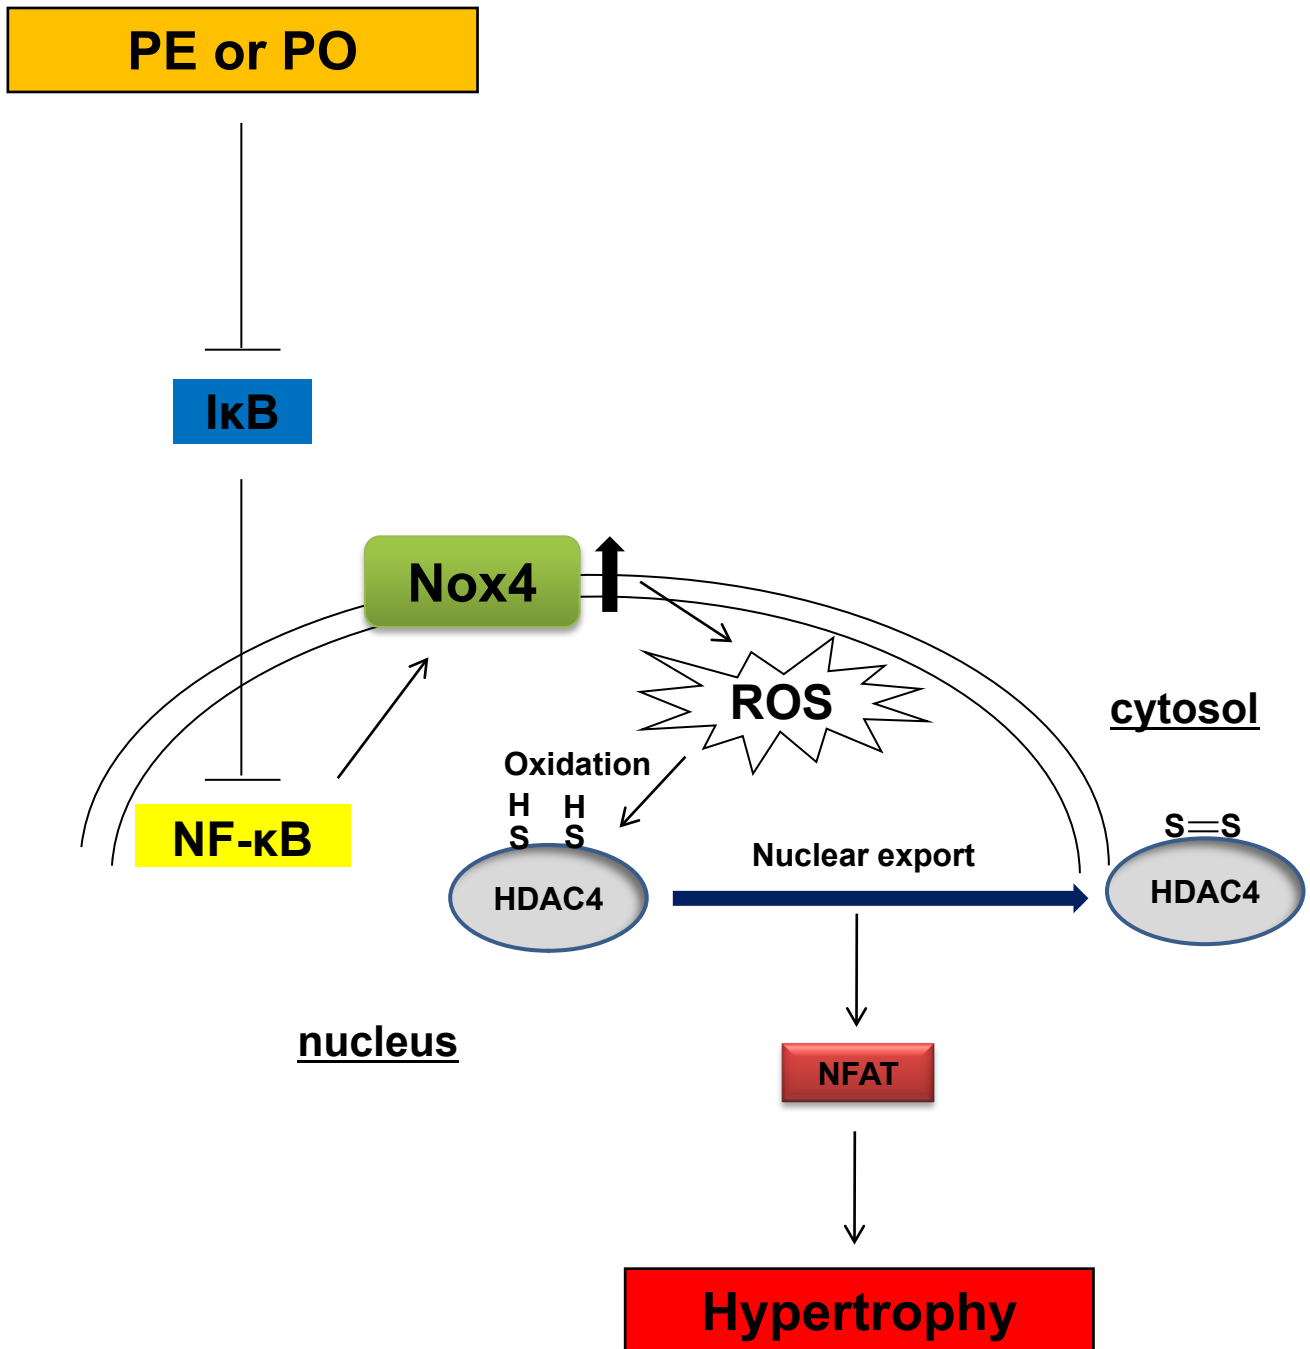 PE or PO
IκB
Nox4
ROS
cytosol
Oxidation
H H
S S
S S
NF-κB
Nuclear export
HDAC4
HDAC4
nucleus
NFAT
Hypertrophy